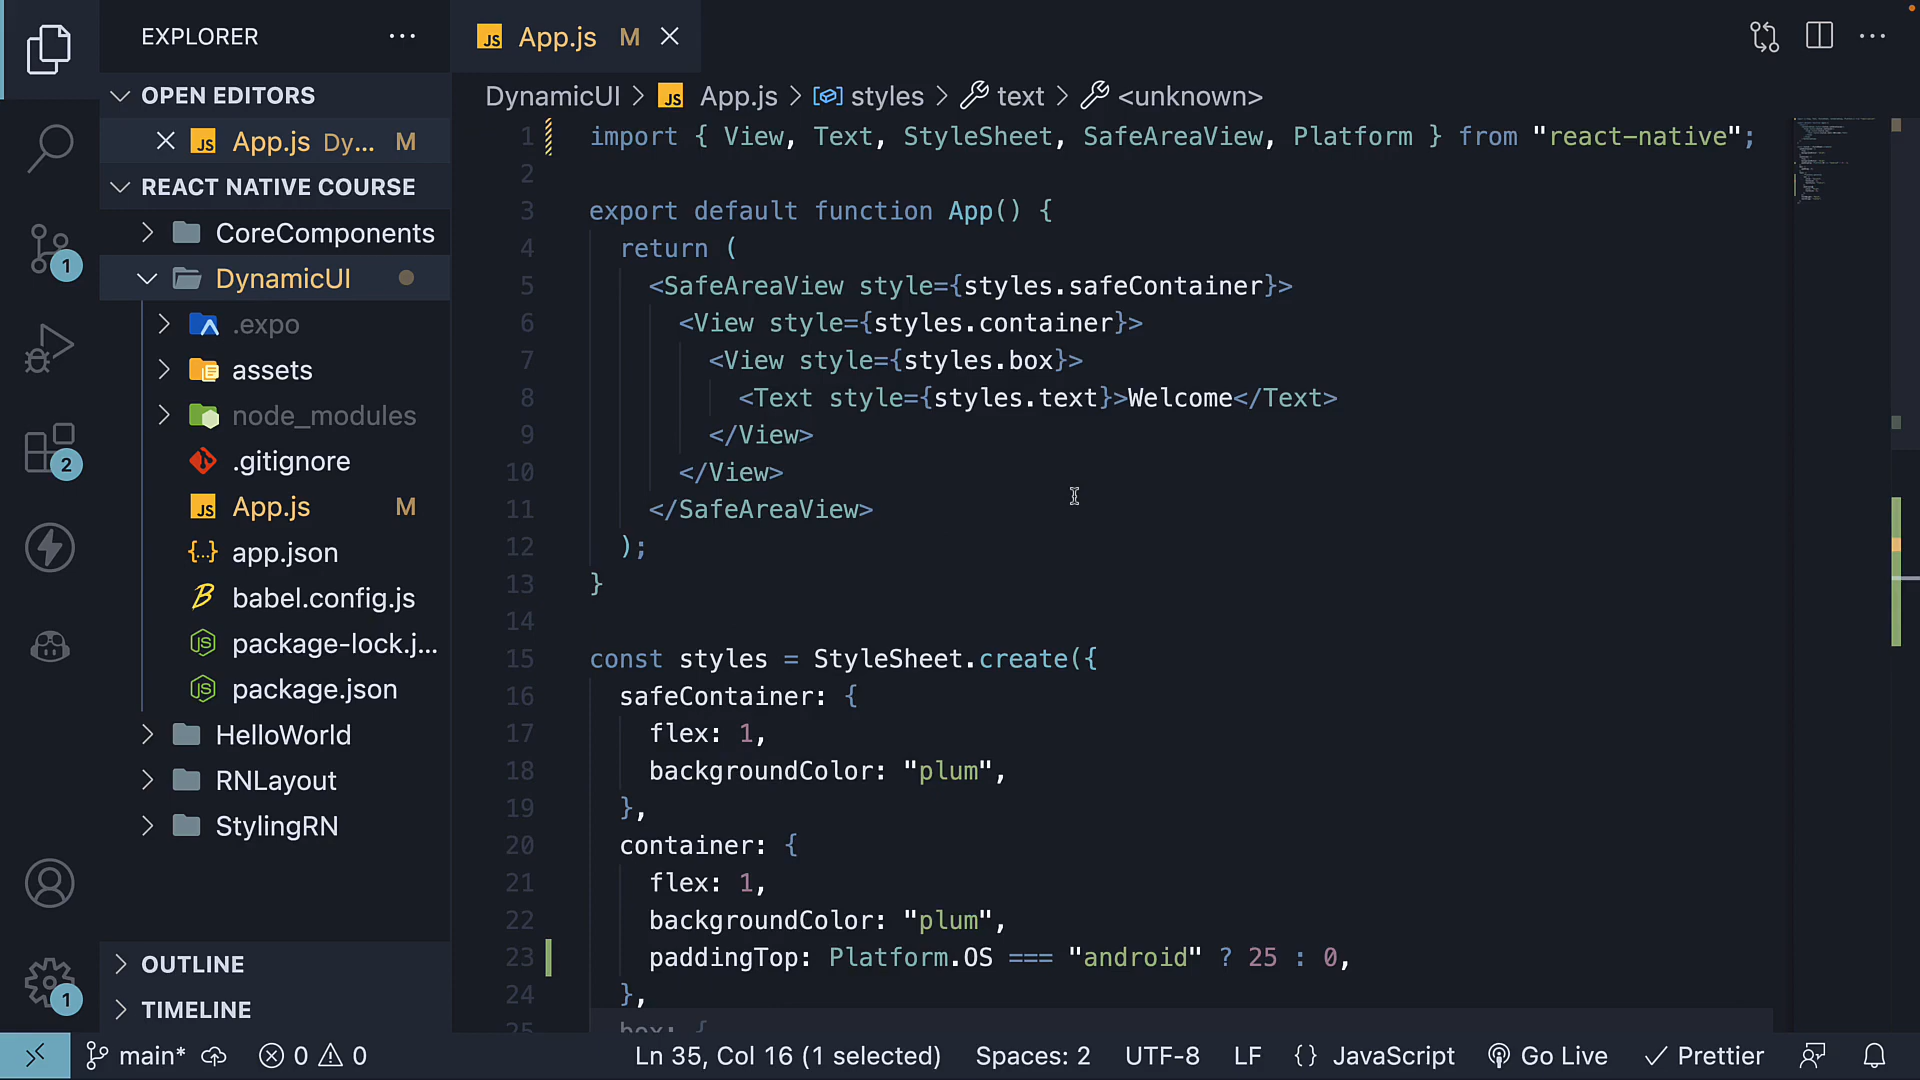 EXPLORER
OPEN EDITORS
App.js Dy... M
REACT NATIVE COURSE
CoreComponents
DynamicUI
.expo
assets
node_modules
.gitignore
App.js M
app.json
babel.config.js
package-lock.j...
package.json
HelloWorld
RNLayout
StylingRN
OUTLINE
TIMELINE
1
2
1
App.js M
DynamicUI > App.js > styles > text > <unknown>
1 import { View, Text, StyleSheet, SafeAreaView, Platform } from "react-native";
2
3 export default function App() {
4 return (
5 <SafeAreaView style={styles.safeContainer}>
6 <View style={styles.container}>
7 <View style={styles.box}>
8 <Text style={styles.text}>Welcome</Text>
9 </View>
10 </View>
11 </SafeAreaView>
12 );
13 }
14
15 const styles = StyleSheet.create({
16 safeContainer: {
17 flex: 1,
18 backgroundColor: "plum",
19 },
20 container: {
21 flex: 1,
22 backgroundColor: "plum",
23 paddingTop: Platform.OS === "android" ? 25 : 0,
24 },
25 box: {
main* 0 0 Ln 35, Col 16 (1 selected) Spaces: 2 UTF-8 LF {} JavaScript Go Live Prettier